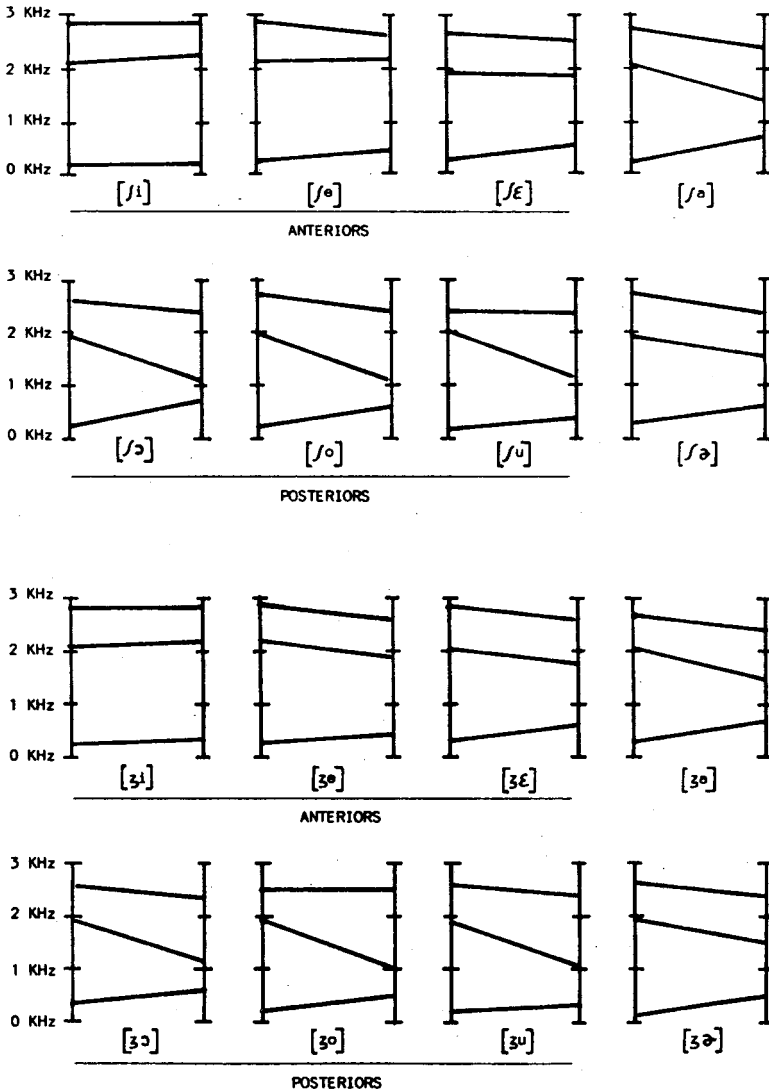 3 KHz
2 KHz
1 KHz
0 KHz
[ʃi] [ʃe] [ʃɛ] [ʃa]
ANTERIORS
3 KHz
2 KHz
1 KHz
0 KHz
[ʃɔ] [ʃo] [ʃu] [ʃɚ]
POSTERIORS
3 KHz
2 KHz
1 KHz
0 KHz
[ʒi] [ʒe] [ʒɛ] [ʒa]
ANTERIORS
3 KHz
2 KHz
1 KHz
0 KHz
[ʒɔ] [ʒo] [ʒu] [ʒɚ]
POSTERIORS